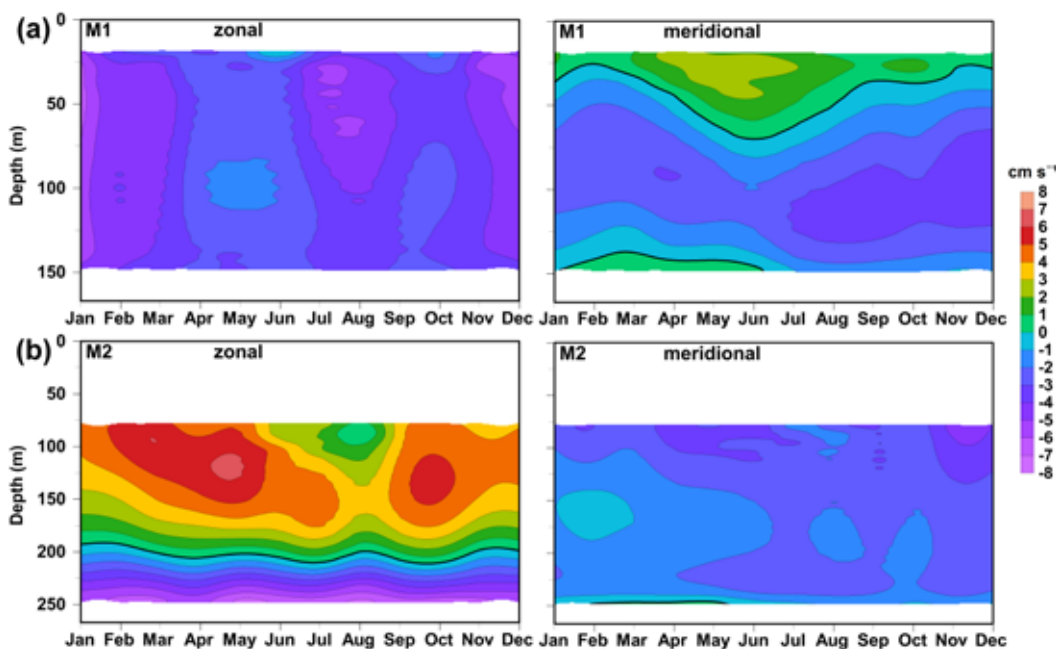 (a) M1 zonal
M1 meridional
0
50
100
150
Depth (m)
Jan Feb Mar Apr May Jun Jul Aug Sep Oct Nov Dec
Jan Feb Mar Apr May Jun Jul Aug Sep Oct Nov Dec
cm s⁻¹
8
7
6
5
4
3
2
1
0
-1
-2
-3
-4
-5
-6
-7
-8
(b) M2 zonal
M2 meridional
0
50
100
150
200
250
Depth (m)
Jan Feb Mar Apr May Jun Jul Aug Sep Oct Nov Dec
Jan Feb Mar Apr May Jun Jul Aug Sep Oct Nov Dec